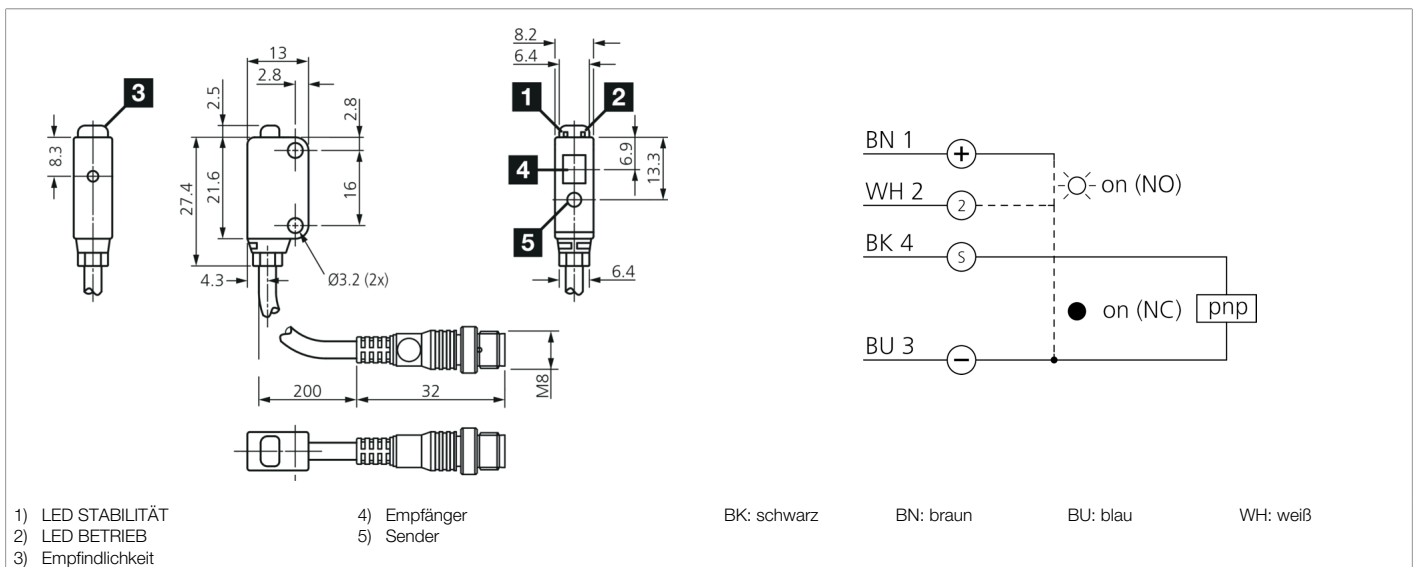 3
8.3
13
2.8
2.5
2.8
27.4
21.6
16
4.3
Ø3.2 (2x)
8.2
6.4
1
2
4
5
6.9
13.3
6.4
200
32
M8
BN 1
+
on (NO)
WH 2
2
BK 4
S
on (NC)
pnp
BU 3
−
1) LED STABILITÄT
2) LED BETRIEB
3) Empfindlichkeit
4) Empfänger
5) Sender
BK: schwarz
BN: braun
BU: blau
WH: weiß